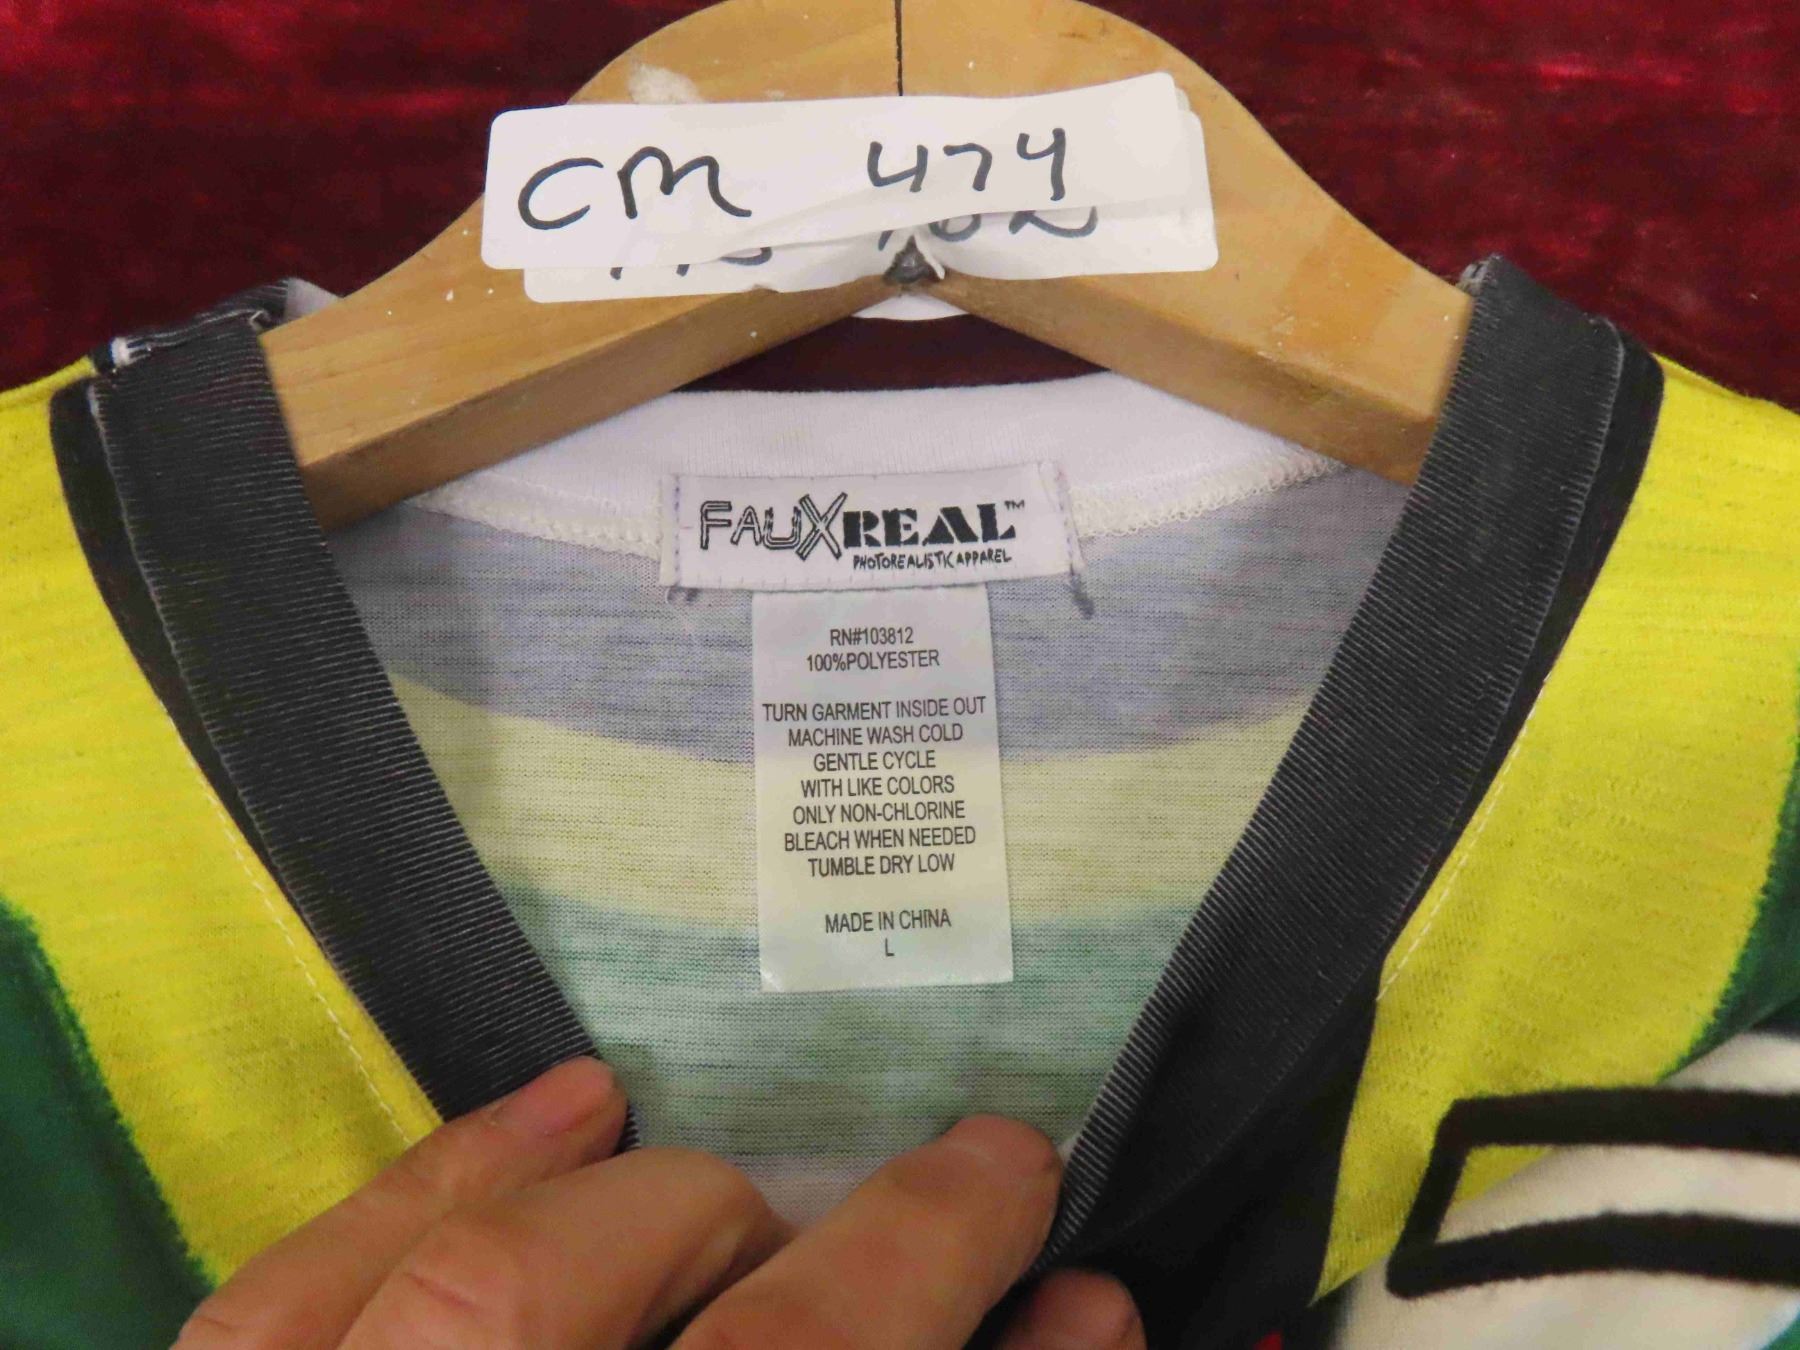 CM 474
FAUXREAL™
PHOTOREALISTIC APPAREL
RN#103812
100%POLYESTER
TURN GARMENT INSIDE OUT
MACHINE WASH COLD
GENTLE CYCLE
WITH LIKE COLORS
ONLY NON-CHLORINE
BLEACH WHEN NEEDED
TUMBLE DRY LOW
MADE IN CHINA
L